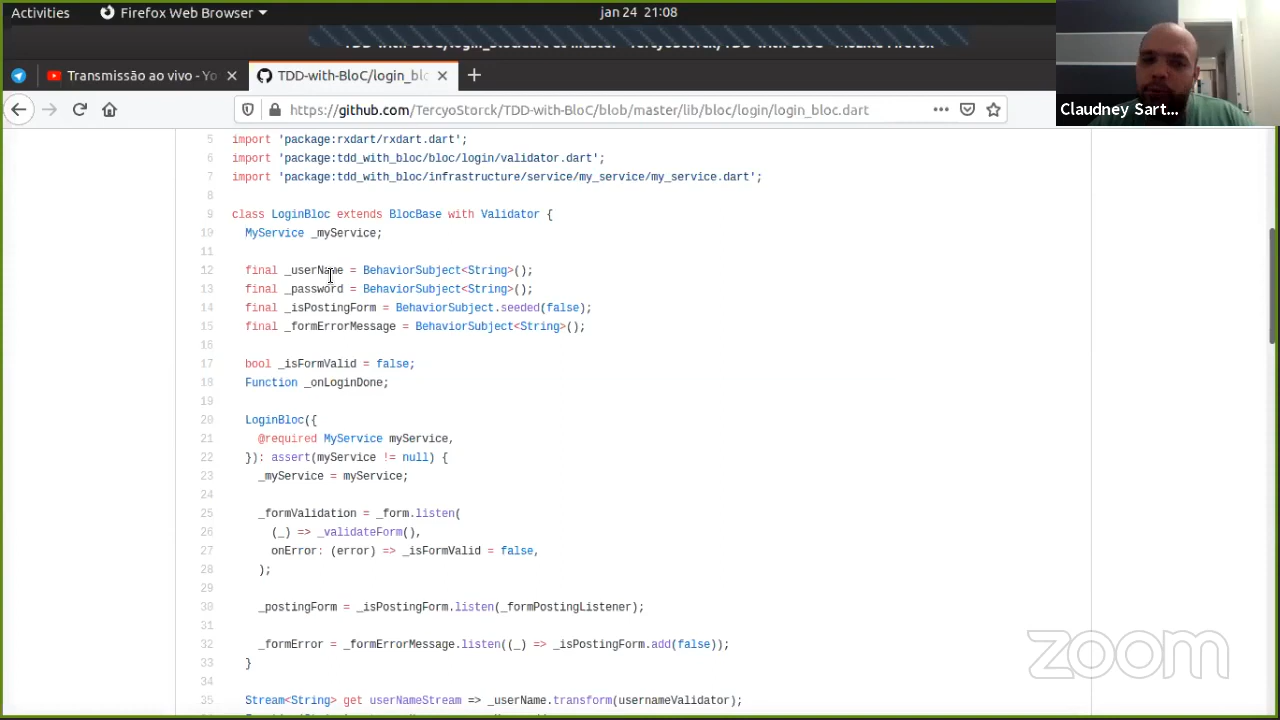 Activities
Firefox Web Browser
jan 24 21:08
Transmissão ao vivo - Yo
TDD-with-BloC/login_blo
https://github.com/TercyoStorck/TDD-with-BloC/blob/master/lib/bloc/login/login_bloc.dart
Claudney Sart...
5 import 'package:rxdart/rxdart.dart';
6 import 'package:tdd_with_bloc/bloc/login/validator.dart';
7 import 'package:tdd_with_bloc/infrastructure/service/my_service/my_service.dart';
8
9 class LoginBloc extends BlocBase with Validator {
10 MyService _myService;
11
12 final _userName = BehaviorSubject<String>();
13 final _password = BehaviorSubject<String>();
14 final _isPostingForm = BehaviorSubject.seeded(false);
15 final _formErrorMessage = BehaviorSubject<String>();
16
17 bool _isFormValid = false;
18 Function _onLoginDone;
19
20 LoginBloc({
21 @required MyService myService,
22 }): assert(myService != null) {
23 _myService = myService;
24
25 _formValidation = _form.listen(
26 (_) => _validateForm(),
27 onError: (error) => _isFormValid = false,
28 );
29
30 _postingForm = _isPostingForm.listen(_formPostingListener);
31
32 _formError = _formErrorMessage.listen((_) => _isPostingForm.add(false));
33 }
34
35 Stream<String> get userNameStream => _userName.transform(usernameValidator);
zoom